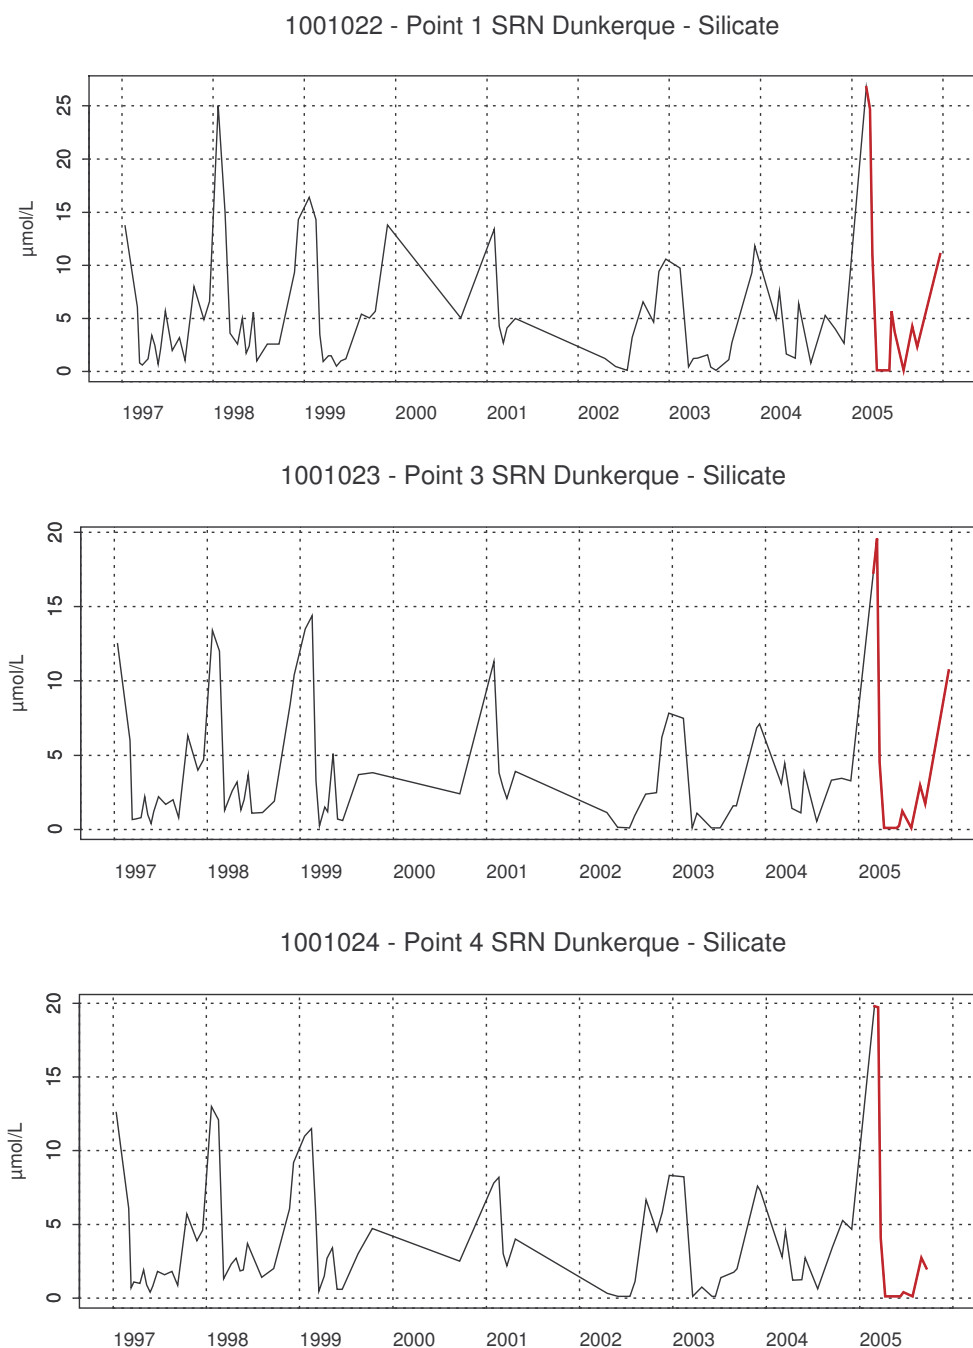 1001022 - Point 1 SRN Dunkerque - Silicate
25
20
15
10
5
0
µmol/L
1997 1998 1999 2000 2001 2002 2003 2004 2005
1001023 - Point 3 SRN Dunkerque - Silicate
20
15
10
5
0
µmol/L
1997 1998 1999 2000 2001 2002 2003 2004 2005
1001024 - Point 4 SRN Dunkerque - Silicate
20
15
10
5
0
µmol/L
1997 1998 1999 2000 2001 2002 2003 2004 2005